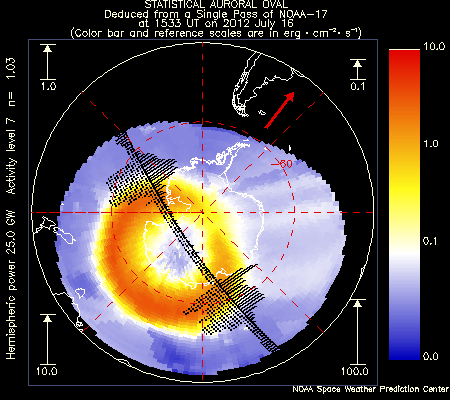 STATISTICAL AURORAL OVAL
Deduced from a Single Pass of NOAA-17
at 1533 UT on 2012 July 16
(Color bar and reference scales are in erg · cm⁻² · s⁻¹)
Hemispheric power 25.0 GW Activity level 7 n= 1.03
1.0
0.1
10.0
100.0
-60
10.0
1.0
0.1
0.0
NOAA Space Weather Prediction Center